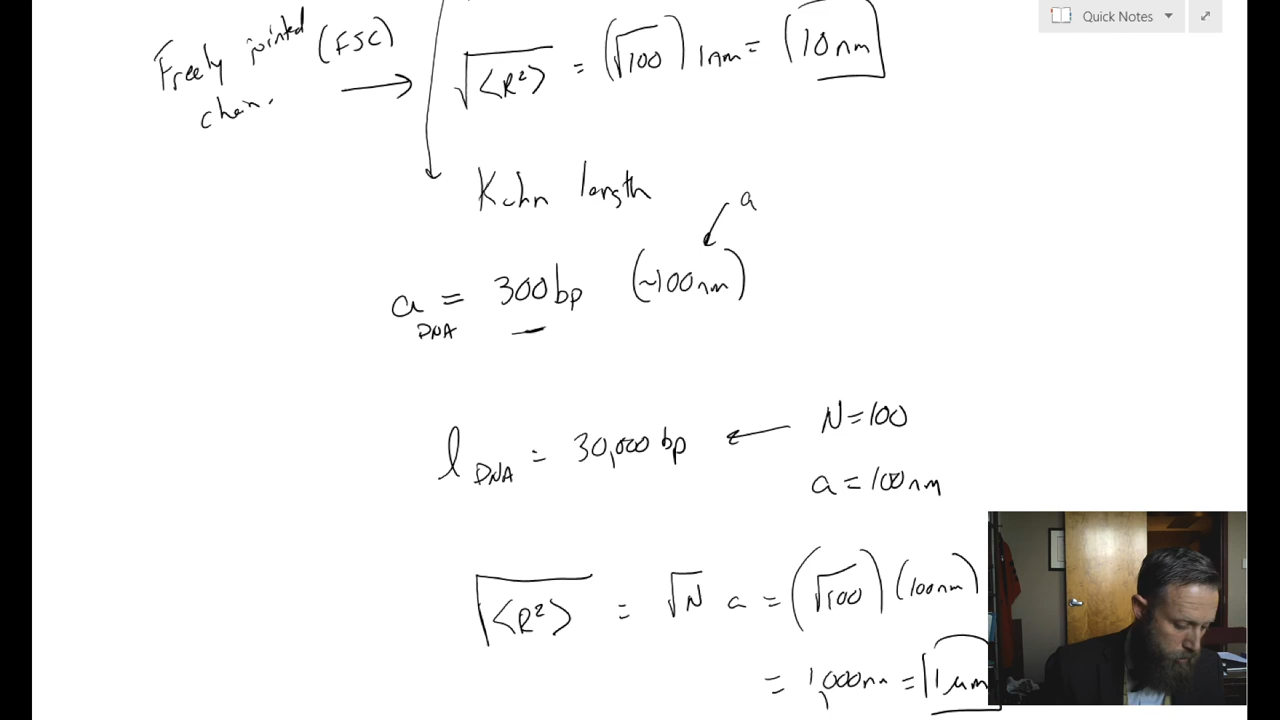 Quick Notes
Freely jointed (FSC)
chain.
√⟨R²⟩ = (√100) 1nm = 10nm
Kuhn length
a
a DNA = 300bp (~100nm)
l DNA = 30,000 bp ← N=100
a = 100nm
√⟨R²⟩ = √N a = (√100) (100nm)
= 1,000nm = 1μm